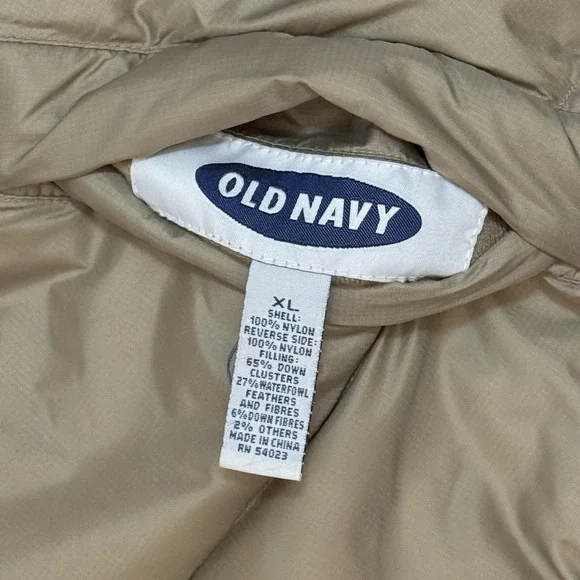 OLD NAVY
XL
SHELL:
100% NYLON
REVERSE SIDE:
100% NYLON
FILLING:
65% DOWN
CLUSTERS
27% WATERFOWL
FEATHERS
AND FIBRES
6% DOWN FIBRES
2% OTHERS
MADE IN CHINA
RN 54023